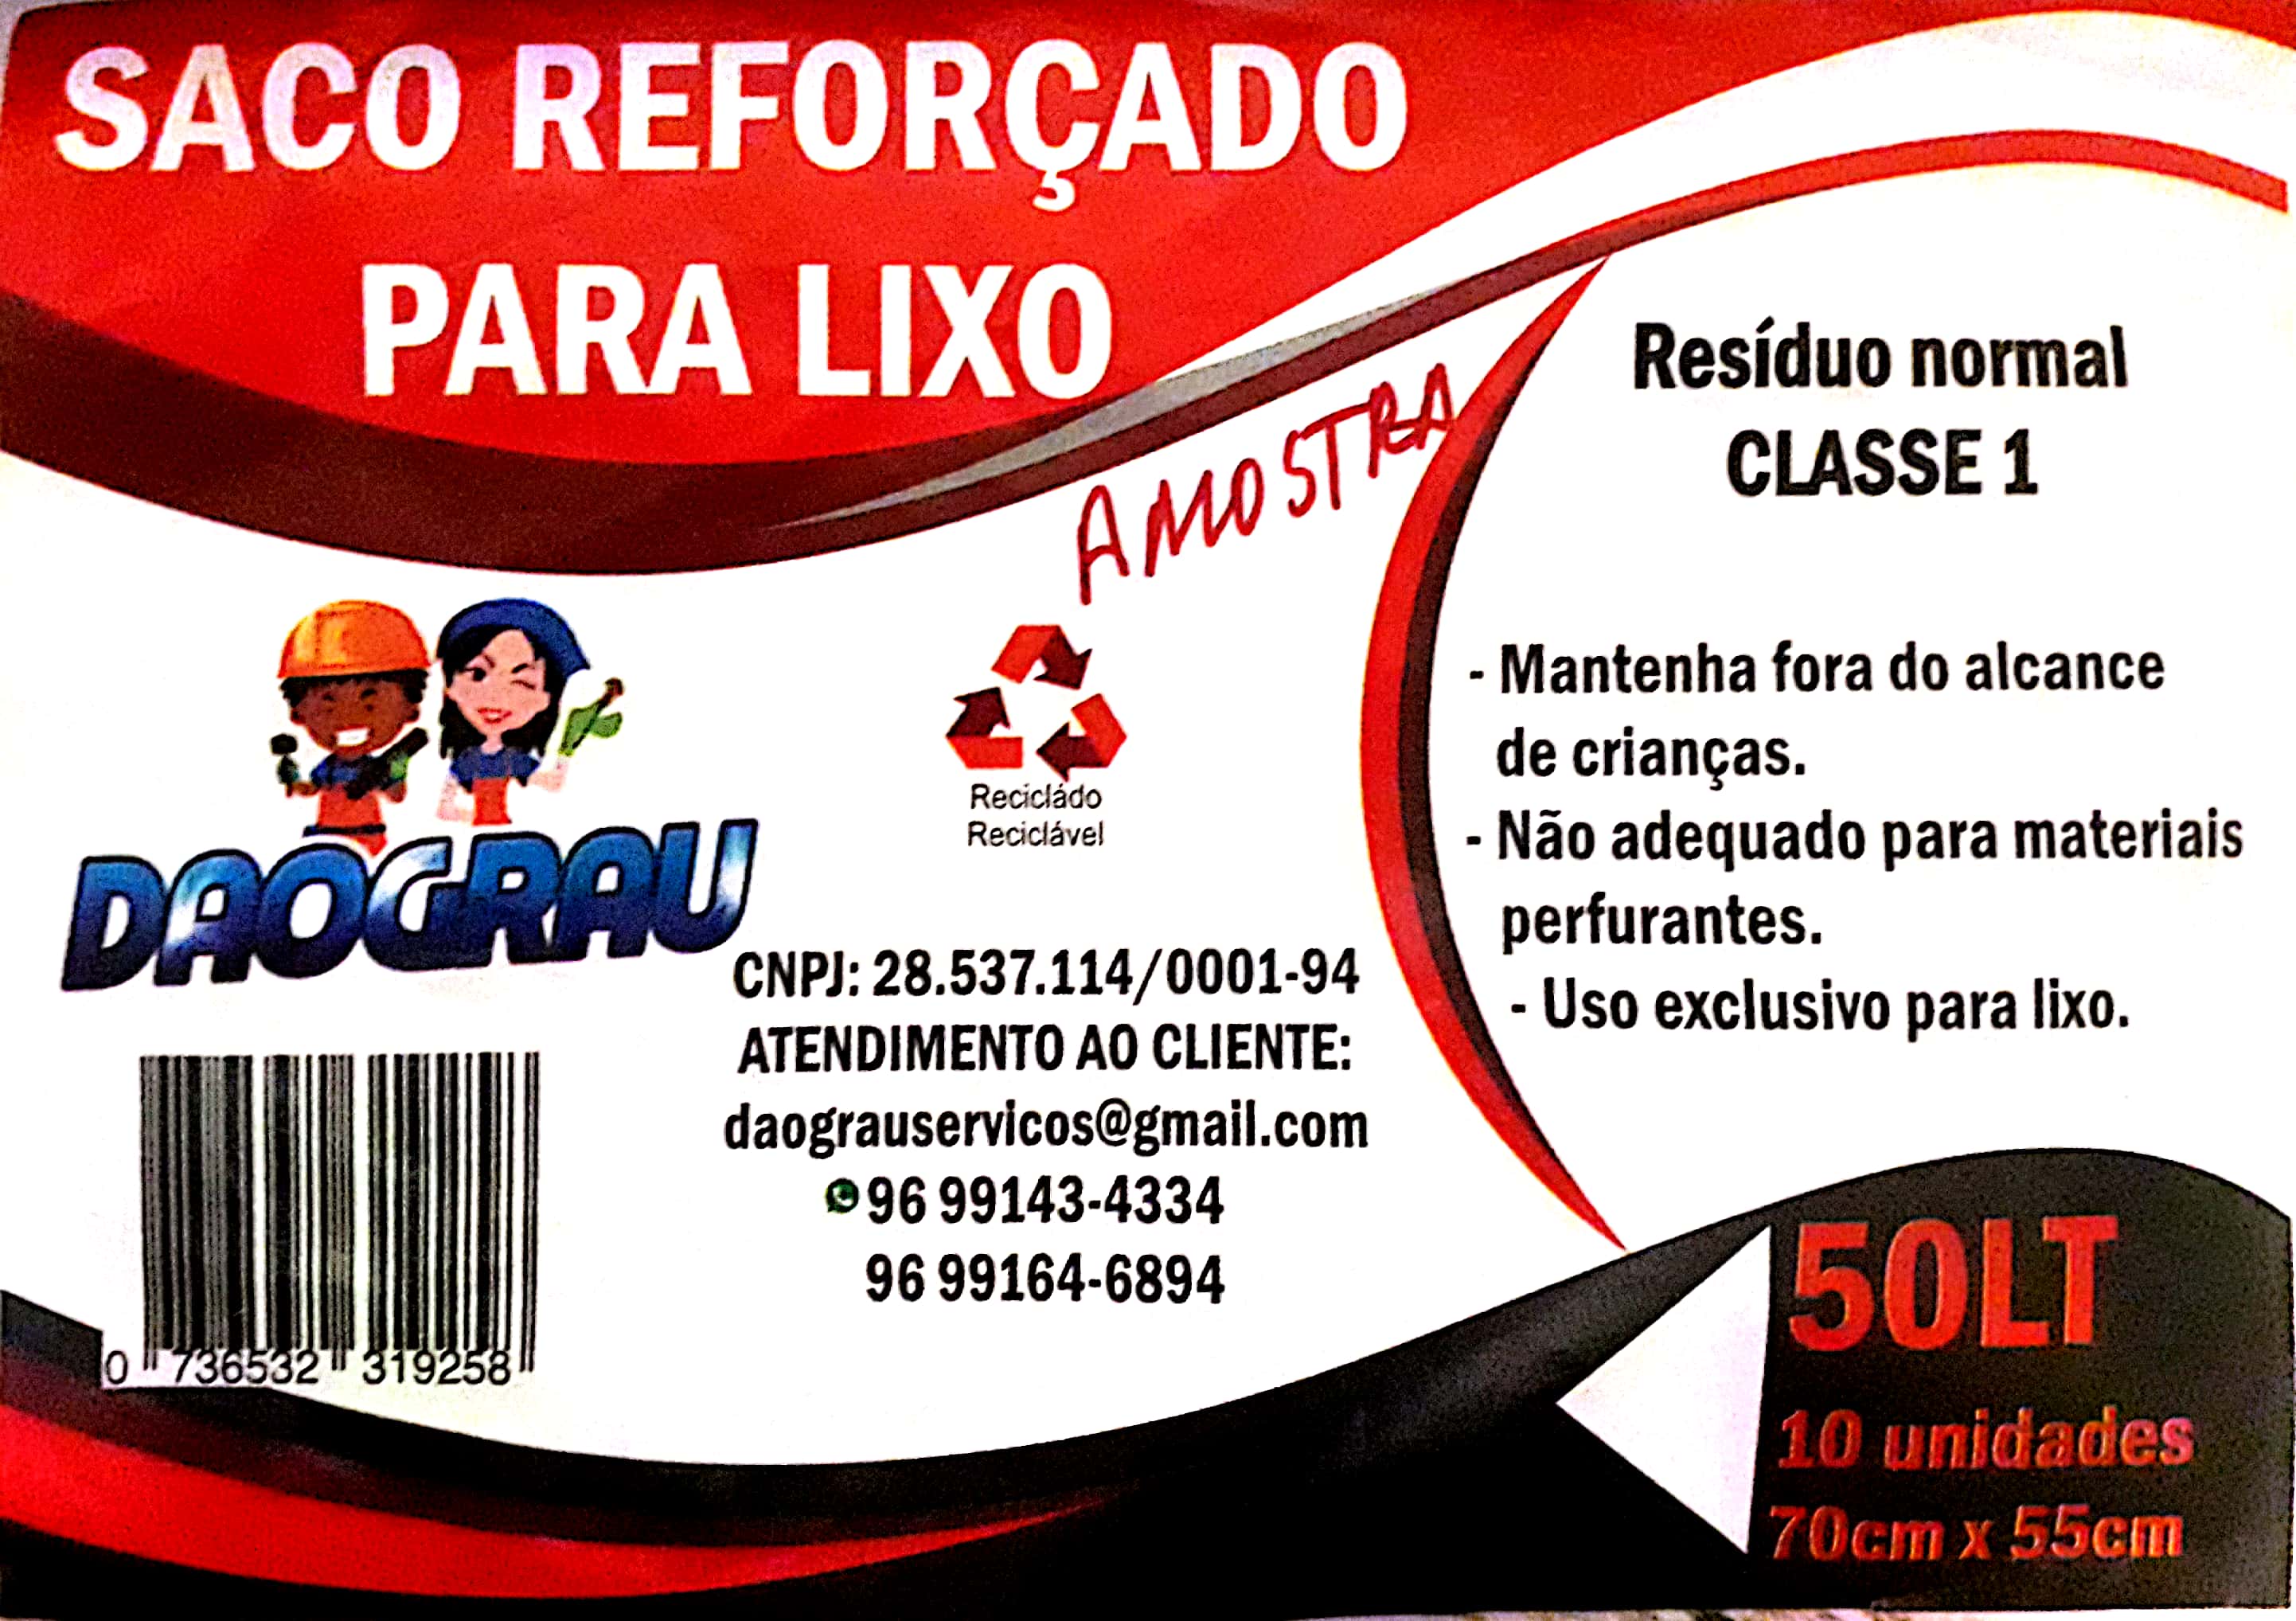 SACO REFORÇADO
PARA LIXO
AMOSTRA
Resíduo normal
CLASSE 1
- Mantenha fora do alcance
de crianças.
- Não adequado para materiais
perfurantes.
- Uso exclusivo para lixo.
Recicládo
Reciclável
DAOGRAU
CNPJ: 28.537.114/0001-94
ATENDIMENTO AO CLIENTE:
daograuservicos@gmail.com
96 99143-4334
96 99164-6894
0 736532 319258
50LT
10 unidades
70cm x 55cm